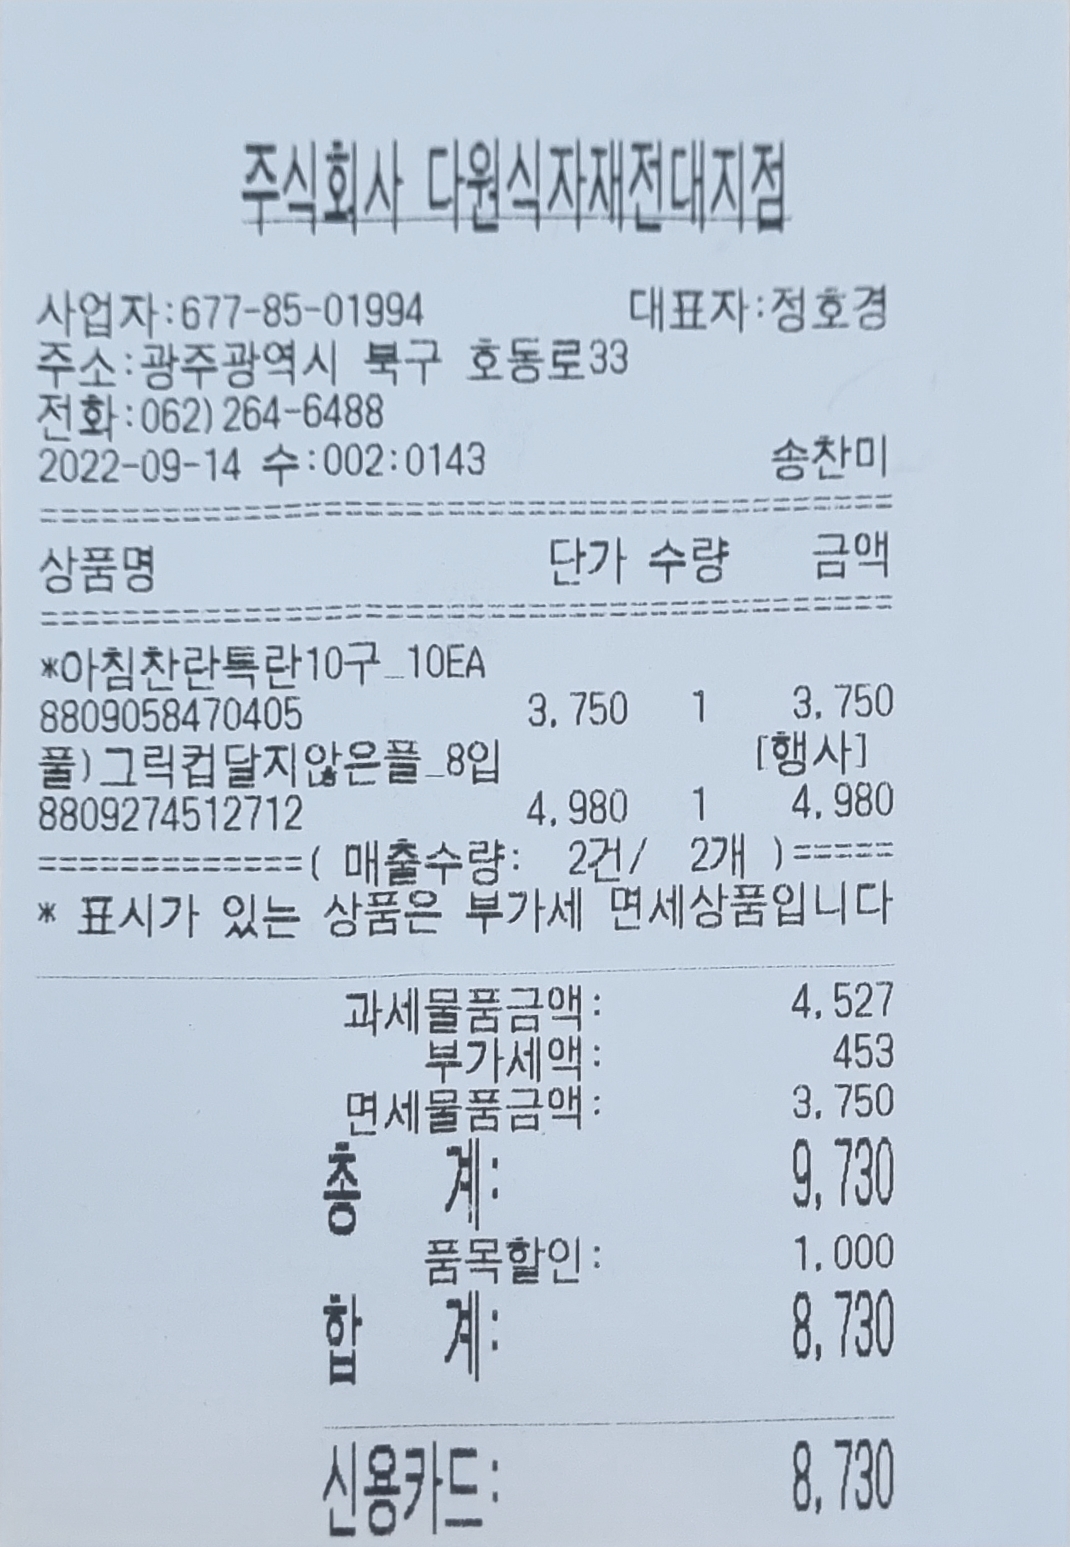 주식회사 다원식자재전대지점
사업자:677-85-01994 대표자:정호경
주소:광주광역시 북구 호동로33
전화:062)264-6488
2022-09-14 수:002:0143 송찬미
상품명 단가 수량 금액
*아침찬란특란10구_10EA
8809058470405 3,750 1 3,750
풀)그릭컵달지않은플_8입 [행사]
8809274512712 4,980 1 4,980
=============( 매출수량: 2건/ 2개 )=====
* 표시가 있는 상품은 부가세 면세상품입니다
과세물품금액: 4,527
부가세액: 453
면세물품금액: 3,750
총 계: 9,730
품목할인: 1,000
합 계: 8,730
신용카드: 8,730